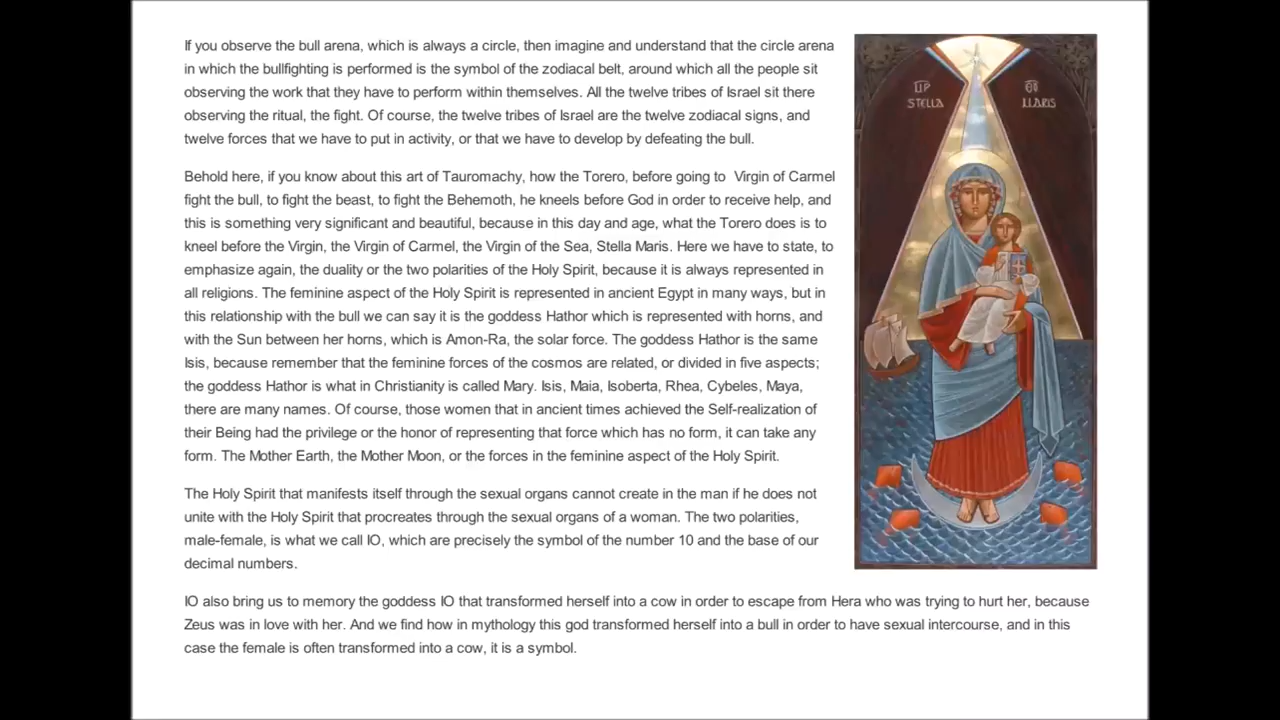 If you observe the bull arena, which is always a circle, then imagine and understand that the circle arena
in which the bullfighting is performed is the symbol of the zodiacal belt, around which all the people sit
observing the work that they have to perform within themselves. All the twelve tribes of Israel sit there
observing the ritual, the fight. Of course, the twelve tribes of Israel are the twelve zodiacal signs, and
twelve forces that we have to put in activity, or that we have to develop by defeating the bull.
Behold here, if you know about this art of Tauromachy, how the Torero, before going to Virgin of Carmel
fight the bull, to fight the beast, to fight the Behemoth, he kneels before God in order to receive help, and
this is something very significant and beautiful, because in this day and age, what the Torero does is to
kneel before the Virgin, the Virgin of Carmel, the Virgin of the Sea, Stella Maris. Here we have to state, to
emphasize again, the duality or the two polarities of the Holy Spirit, because it is always represented in
all religions. The feminine aspect of the Holy Spirit is represented in ancient Egypt in many ways, but in
this relationship with the bull we can say it is the goddess Hathor which is represented with horns, and
with the Sun between her horns, which is Amon-Ra, the solar force. The goddess Hathor is the same
Isis, because remember that the feminine forces of the cosmos are related, or divided in five aspects;
the goddess Hathor is what in Christianity is called Mary. Isis, Maia, Isoberta, Rhea, Cybeles, Maya,
there are many names. Of course, those women that in ancient times achieved the Self-realization of
their Being had the privilege or the honor of representing that force which has no form, it can take any
form. The Mother Earth, the Mother Moon, or the forces in the feminine aspect of the Holy Spirit.
The Holy Spirit that manifests itself through the sexual organs cannot create in the man if he does not
unite with the Holy Spirit that procreates through the sexual organs of a woman. The two polarities,
male-female, is what we call IO, which are precisely the symbol of the number 10 and the base of our
decimal numbers.
IO also bring us to memory the goddess IO that transformed herself into a cow in order to escape from Hera who was trying to hurt her, because
Zeus was in love with her. And we find how in mythology this god transformed herself into a bull in order to have sexual intercourse, and in this
case the female is often transformed into a cow, it is a symbol.
STELLA
MARIS